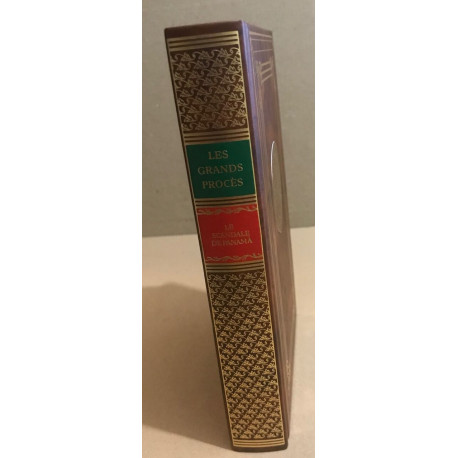 LES
GRANDS
PROCÈS
LE
SCANDALE
DE PANAMA